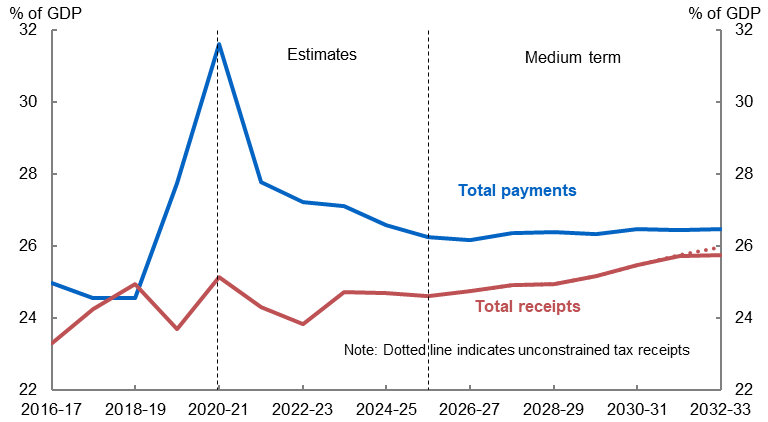 % of GDP
% of GDP
32
32
Estimates
Medium term
30
30
28
28
Total payments
26
26
Total receipts
24
24
Note: Dotted line indicates unconstrained tax receipts
22
22
2016-17 2018-19 2020-21 2022-23 2024-25 2026-27 2028-29 2030-31 2032-33